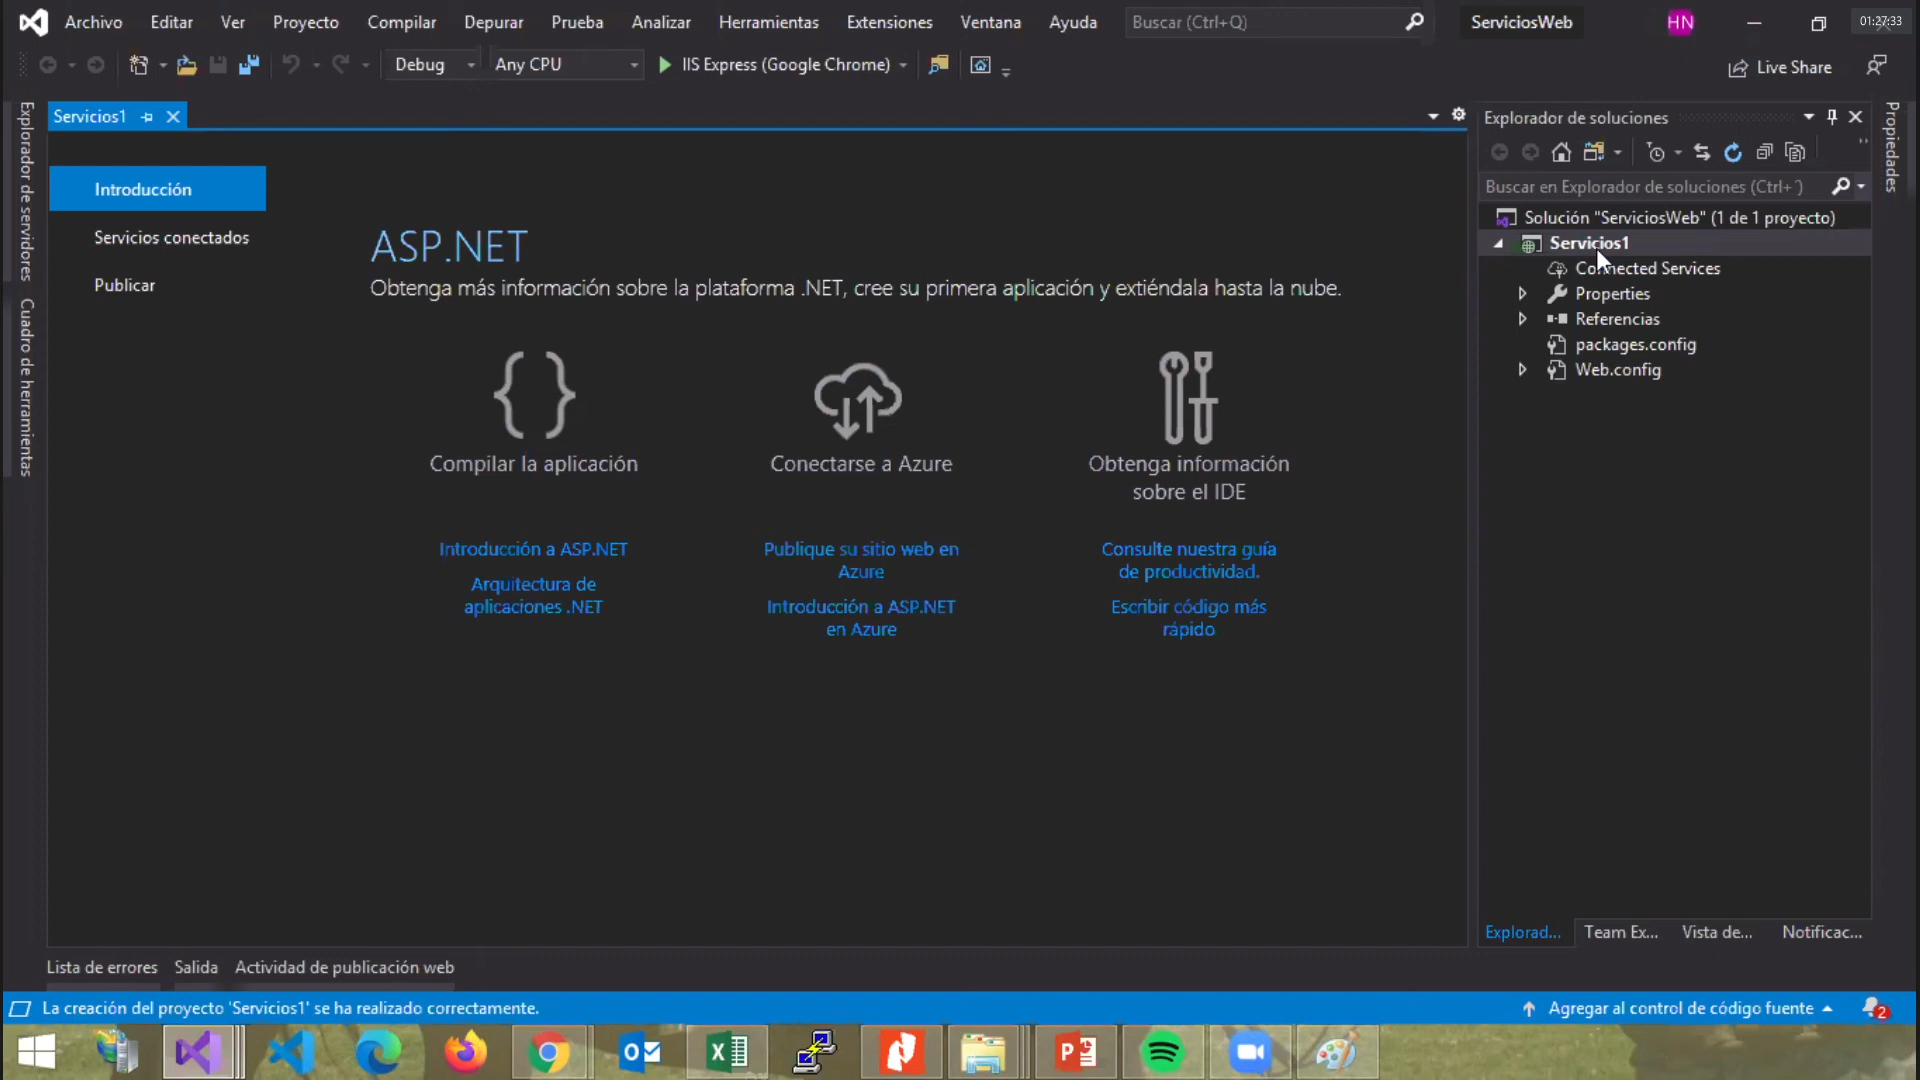 Archivo Editar Ver Proyecto Compilar Depurar Prueba Analizar Herramientas Extensiones Ventana Ayuda Buscar (Ctrl+Q) ServiciosWeb HN 01:27:33
Debug Any CPU IIS Express (Google Chrome) Live Share
Explorador de servidores
Cuadro de herramientas
Servicios1
Introducción
Servicios conectados
Publicar
ASP.NET
Obtenga más información sobre la plataforma .NET, cree su primera aplicación y extiéndala hasta la nube.
Compilar la aplicación
Introducción a ASP.NET
Arquitectura de
aplicaciones .NET
Conectarse a Azure
Publique su sitio web en
Azure
Introducción a ASP.NET
en Azure
Obtenga información
sobre el IDE
Consulte nuestra guía
de productividad.
Escribir código más
rápido
Explorador de soluciones
Buscar en Explorador de soluciones (Ctrl+´)
Solución "ServiciosWeb" (1 de 1 proyecto)
Servicios1
Connected Services
Properties
Referencias
packages.config
Web.config
Explorad... Team Ex... Vista de... Notificac...
Propiedades
Lista de errores Salida Actividad de publicación web
La creación del proyecto 'Servicios1' se ha realizado correctamente. Agregar al control de código fuente 2